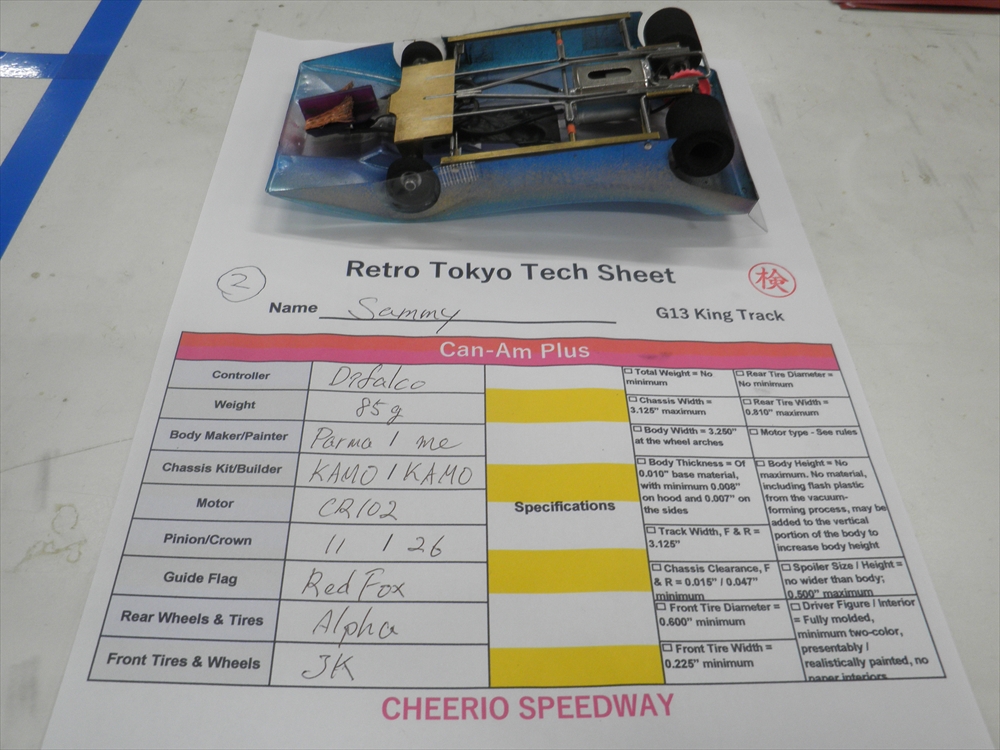 Retro Tokyo Tech Sheet
検
2
Name Sammy
G13 King Track
Can-Am Plus
Controller Difalco
Weight 85g
Body Maker/Painter Parma / me
Chassis Kit/Builder KAMO / KAMO
Motor CR102
Pinion/Crown 11 / 26
Guide Flag Red Fox
Rear Wheels & Tires Alpha
Front Tires & Wheels JK
Specifications
☐ Total Weight = No
minimum
☐ Chassis Width =
3.125" maximum
☐ Body Width = 3.250"
at the wheel arches
☐ Body Thickness = Of
0.010" base material,
with minimum 0.008"
on hood and 0.007" on
the sides
☐ Track Width, F & R =
3.125"
☐ Chassis Clearance, F
& R = 0.015" / 0.047"
minimum
☐ Front Tire Diameter =
0.600" minimum
☐ Front Tire Width =
0.225" minimum
☐ Rear Tire Diameter =
No minimum
☐ Rear Tire Width =
0.810" maximum
☐ Motor type - See rules
☐ Body Height = No
maximum. No material,
including flash plastic
from the vacuum-
forming process, may be
added to the vertical
portion of the body to
increase body height
☐ Spoiler Size / Height =
no wider than body;
0.500" maximum
☐ Driver Figure / Interior
= Fully molded,
minimum two-color,
presentably /
realistically painted, no
paper interiors
CHEERIO SPEEDWAY